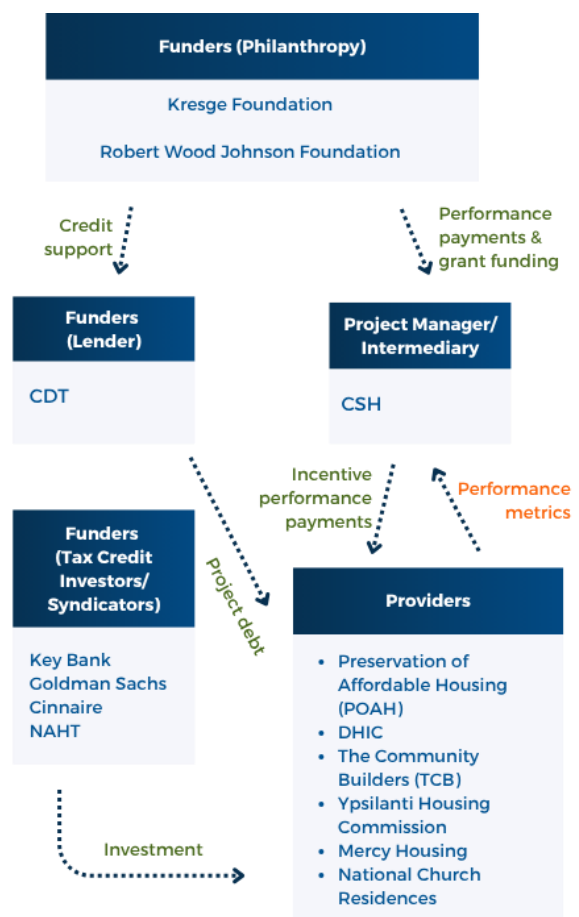 Funders (Philanthropy)
Kresge Foundation
Robert Wood Johnson Foundation
Credit
support
Performance
payments &
grant funding
Funders
(Lender)
CDT
Project Manager/
Intermediary
CSH
Incentive
performance
payments
Performance
metrics
Project debt
Funders
(Tax Credit
Investors/
Syndicators)
Key Bank
Goldman Sachs
Cinnaire
NAHT
Investment
Providers
• Preservation of
Affordable Housing
(POAH)
• DHIC
• The Community
Builders (TCB)
• Ypsilanti Housing
Commission
• Mercy Housing
• National Church
Residences